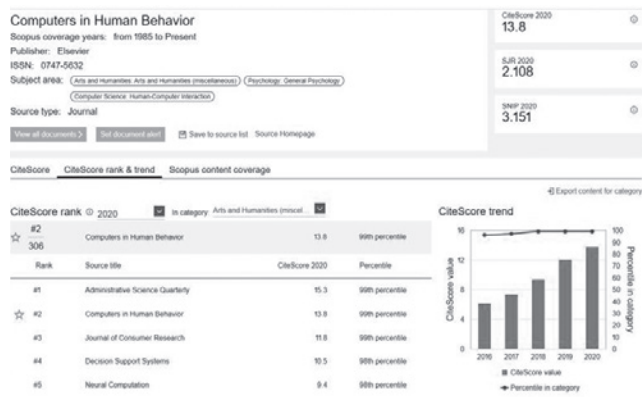 Computers in Human Behavior
Scopus coverage years: from 1985 to Present
Publisher: Elsevier
ISSN: 0747-5632
Subject area: Arts and Humanities: Arts and Humanities (miscellaneous) Psychology: General Psychology
Computer Science: Human-Computer Interaction
Source type: Journal
View all documents > Set document alert Save to source list Source Homepage
CiteScore 2020
13.8
SJR 2020
2.108
SNIP 2020
3.151
CiteScore CiteScore rank & trend Scopus content coverage
Export content for category
CiteScore rank 2020 In category: Arts and Humanities (miscel...
#2
306 Computers in Human Behavior 13.8 99th percentile
Rank Source title CiteScore 2020 Percentile
#1 Administrative Science Quarterly 15.3 99th percentile
#2 Computers in Human Behavior 13.8 99th percentile
#3 Journal of Consumer Research 11.8 99th percentile
#4 Decision Support Systems 10.5 98th percentile
#5 Neural Computation 9.4 98th percentile
CiteScore trend
CiteScore value
16
12
8
4
0
2016 2017 2018 2019 2020
Percentile in category
100
90
80
70
60
50
40
30
20
10
0
CiteScore value
Percentile in category